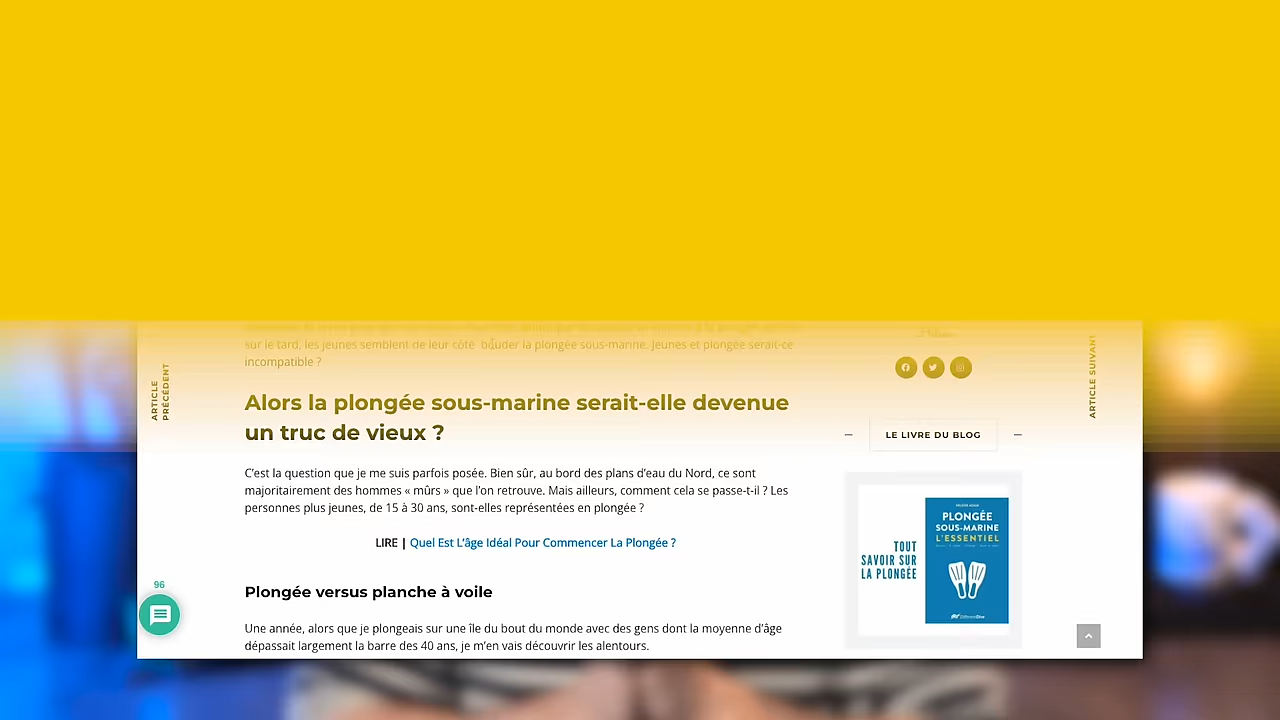 sur le tard, les jeunes semblent de leur côté bouder la plongée sous-marine. Jeunes et plongée serait-ce
incompatible ?
ARTICLE
PRÉCÉDENT
ARTICLE SUIVANT
Alors la plongée sous-marine serait-elle devenue
un truc de vieux ?
C'est la question que je me suis parfois posée. Bien sûr, au bord des plans d'eau du Nord, ce sont
majoritairement des hommes « mûrs » que l'on retrouve. Mais ailleurs, comment cela se passe-t-il ? Les
personnes plus jeunes, de 15 à 30 ans, sont-elles représentées en plongée ?
LIRE | Quel Est L'âge Idéal Pour Commencer La Plongée ?
Plongée versus planche à voile
Une année, alors que je plongeais sur une île du bout du monde avec des gens dont la moyenne d'âge
dépassait largement la barre des 40 ans, je m'en vais découvrir les alentours.
96
LE LIVRE DU BLOG
TOUT
SAVOIR SUR
LA PLONGÉE
PLONGÉE
SOUS-MARINE
L'ESSENTIEL